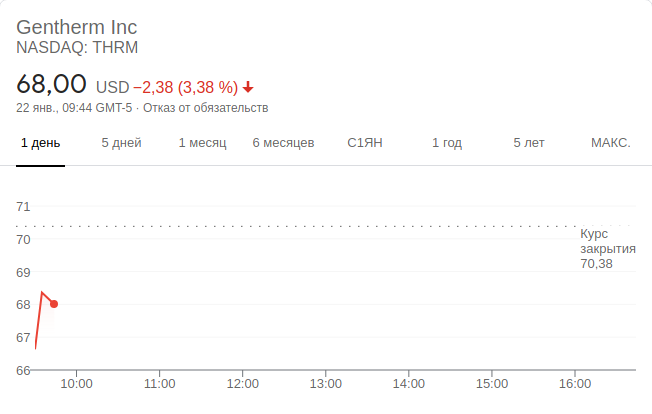 Gentherm Inc
NASDAQ: THRM
68,00 USD −2,38 (3,38 %)
22 янв., 09:44 GMT-5 · Отказ от обязательств
1 день 5 дней 1 месяц 6 месяцев С1ЯН 1 год 5 лет МАКС.
71
70
69
68
67
66
Курс
закрытия
70,38
10:00 11:00 12:00 13:00 14:00 15:00 16:00